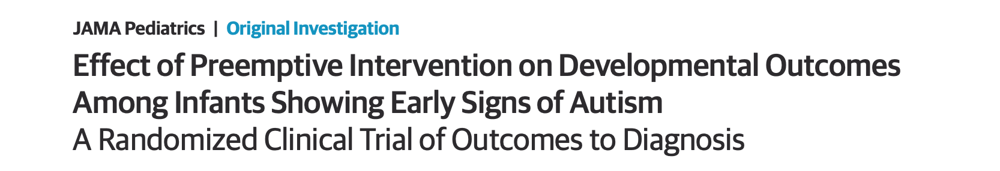 JAMA Pediatrics | Original Investigation
Effect of Preemptive Intervention on Developmental Outcomes
Among Infants Showing Early Signs of Autism
A Randomized Clinical Trial of Outcomes to Diagnosis